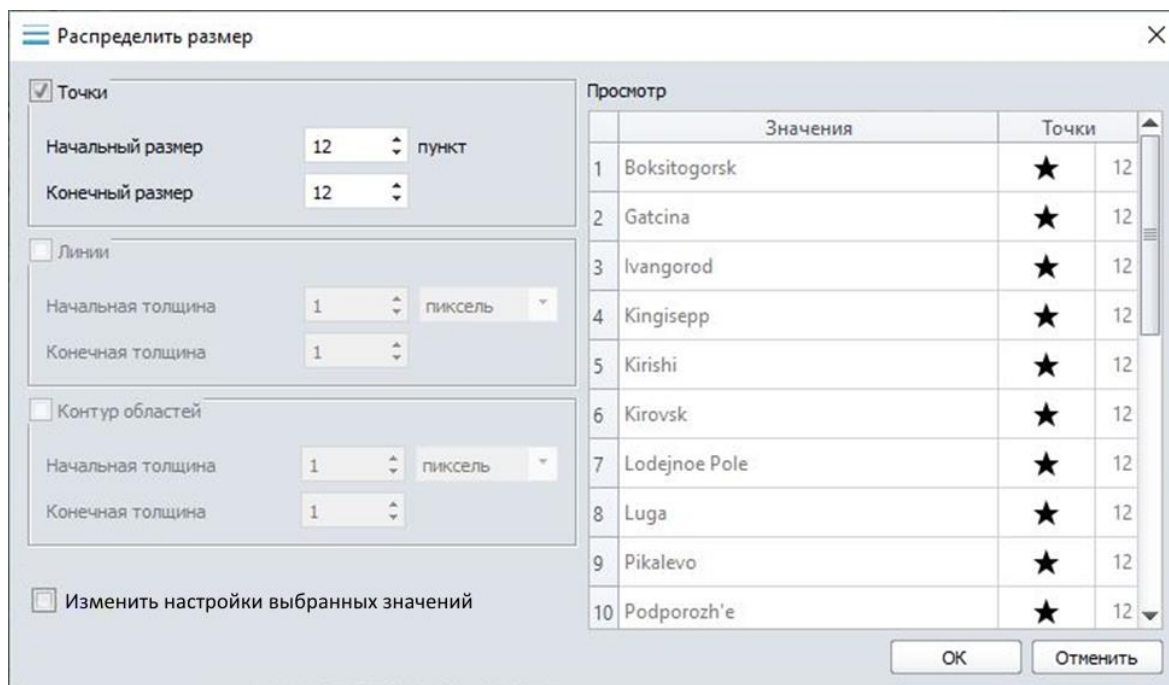 Распределить размер
Точки
Начальный размер 12 пункт
Конечный размер 12
Линии
Начальная толщина 1 пиксель
Конечная толщина 1
Контур областей
Начальная толщина 1 пиксель
Конечная толщина 1
Изменить настройки выбранных значений
Просмотр
Значения Точки
1 Boksitogorsk 12
2 Gatcina 12
3 Ivangorod 12
4 Kingisepp 12
5 Kirishi 12
6 Kirovsk 12
7 Lodejnoe Pole 12
8 Luga 12
9 Pikalevo 12
10 Podporozh'e 12
OK Отменить